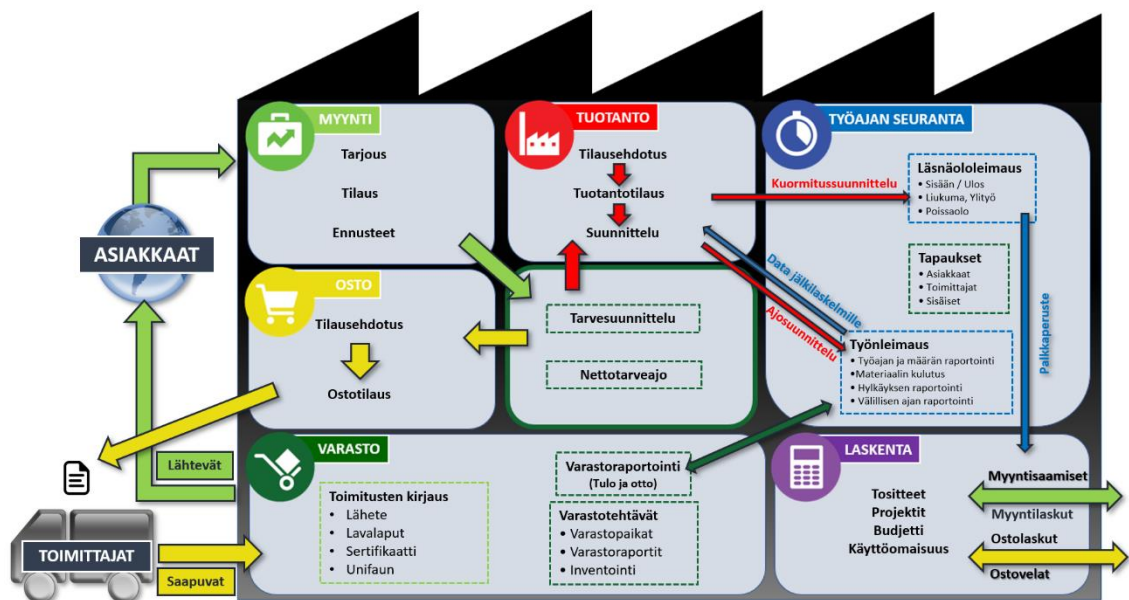 MYYNTI
Tarjous
Tilaus
Ennusteet
TUOTANTO
Tilausehdotus
Tuotantotilaus
Suunnittelu
TYÖAJAN SEURANTA
Kuormitussuunnittelu
Läsnäololeimaus
• Sisään / Ulos
• Liukuma, Ylityö
• Poissaolo
Tapaukset
• Asiakkaat
• Toimittajat
• Sisäiset
Data jälkilaskelmille
Ajosuunnittelu
Palkkaperuste
Työnleimaus
• Työajan ja määrän raportointi
• Materiaalin kulutus
• Hylkäyksen raportointi
• Välillisen ajan raportointi
ASIAKKAAT
OSTO
Tilausehdotus
Ostotilaus
Tarvesuunnittelu
Nettotarveajo
Lähtevät
TOIMITTAJAT
Saapuvat
VARASTO
Toimitusten kirjaus
• Lähete
• Lavalaput
• Sertifikaatti
• Unifaun
Varastoraportointi
(Tulo ja otto)
Varastotehtävät
• Varastopaikat
• Varastoraportit
• Inventointi
LASKENTA
Tositteet
Projektit
Budjetti
Käyttöomaisuus
Myyntisaamiset
Myyntilaskut
Ostolaskut
Ostovelat